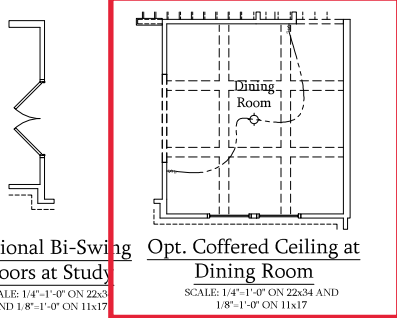 Dining
Room
ional Bi-Swing
oors at Study
ALE: 1/4"=1'-0" ON 22x3
ND 1/8"=1'-0" ON 11x17
Opt. Coffered Ceiling at
Dining Room
SCALE: 1/4"=1'-0" ON 22x34 AND
1/8"=1'-0" ON 11x17